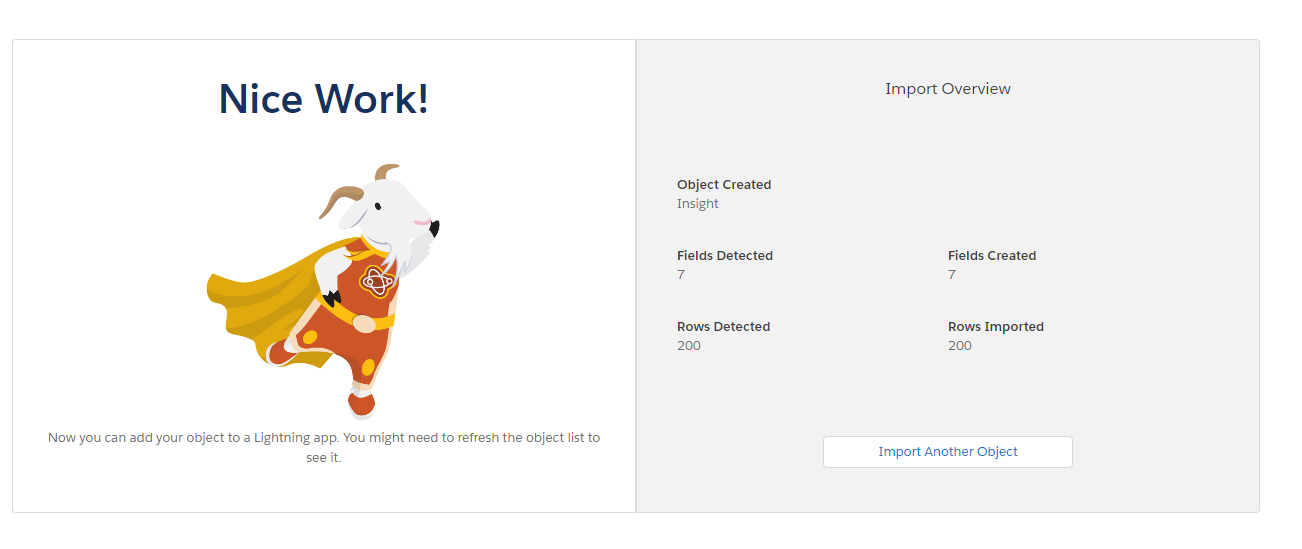 Nice Work!
Now you can add your object to a Lightning app. You might need to refresh the object list to
see it.
Import Overview
Object Created
Insight
Fields Detected
7
Fields Created
7
Rows Detected
200
Rows Imported
200
Import Another Object